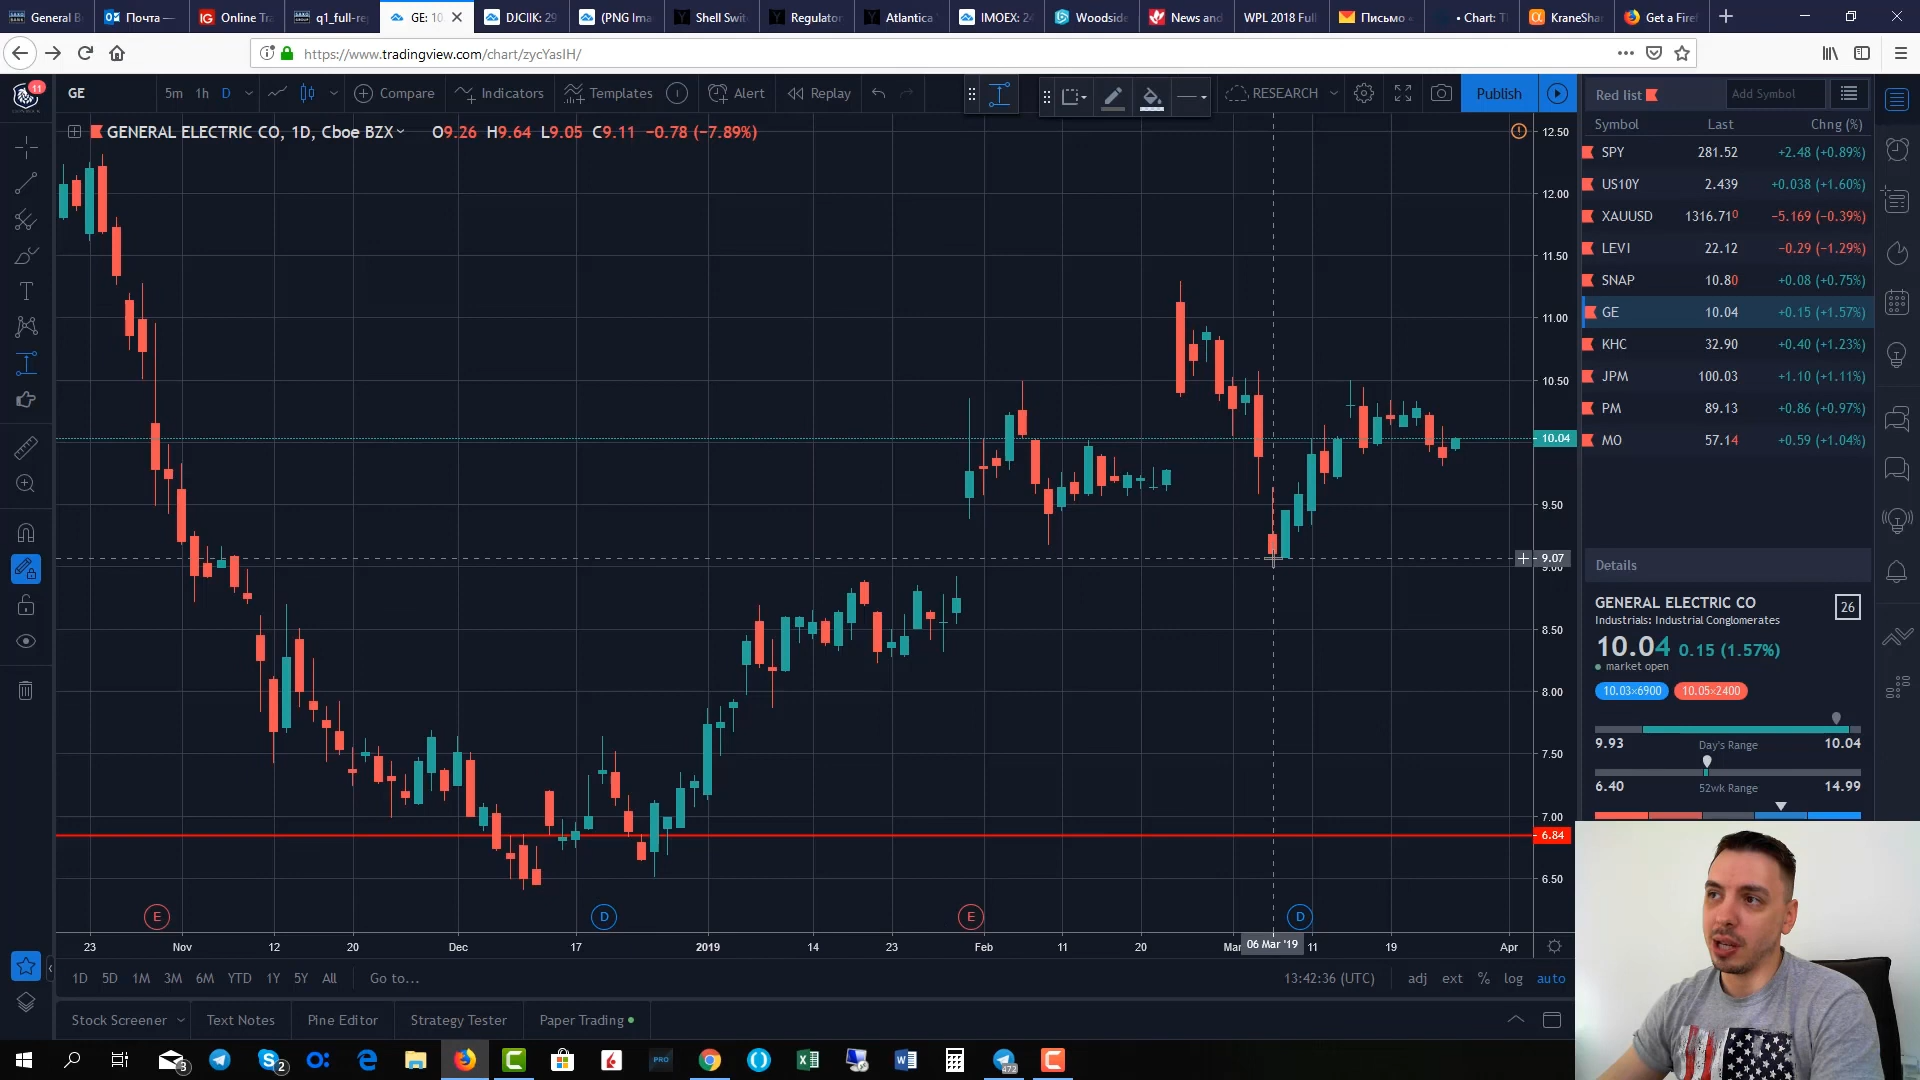 General B
Почта —
IG Online Tra
q1_full-re
GE: 10.
DJCIIK: 29
(PNG Ima
Shell Swit
Regulator
Atlantica
IMOEX: 24
Woodside
News and
WPL 2018 Full
Письмо «
• Chart: T
KraneSha
Get a Firef
https://www.tradingview.com/chart/zycYasIH/
11
GE
5m 1h D
Compare
Indicators
Templates
Alert
Replay
RESEARCH
Publish
Red list
Add Symbol
GENERAL ELECTRIC CO, 1D, Cboe BZX
O9.26 H9.64 L9.05 C9.11 −0.78 (−7.89%)
Symbol Last Chng (%)
SPY 281.52 +2.48 (+0.89%)
US10Y 2.439 +0.038 (+1.60%)
XAUUSD 1316.710 −5.169 (−0.39%)
LEVI 22.12 −0.29 (−1.29%)
SNAP 10.80 +0.08 (+0.75%)
GE 10.04 +0.15 (+1.57%)
KHC 32.90 +0.40 (+1.23%)
JPM 100.03 +1.10 (+1.11%)
PM 89.13 +0.86 (+0.97%)
MO 57.14 +0.59 (+1.04%)
12.50
12.00
11.50
11.00
10.50
10.04
9.50
9.07
9.00
8.50
8.00
7.50
7.00
6.84
6.50
Details
GENERAL ELECTRIC CO
26
Industrials: Industrial Conglomerates
10.04 0.15 (1.57%)
• market open
10.03×6900 10.05×2400
9.93 Day's Range 10.04
6.40 52wk Range 14.99
E D E D
23 Nov 12 20 Dec 17 2019 14 23 Feb 11 20 Mar 06 Mar '19 11 19 Apr
1D 5D 1M 3M 6M YTD 1Y 5Y All Go to...
13:42:36 (UTC) adj ext % log auto
Stock Screener Text Notes Pine Editor Strategy Tester Paper Trading
3
2
PRO
472